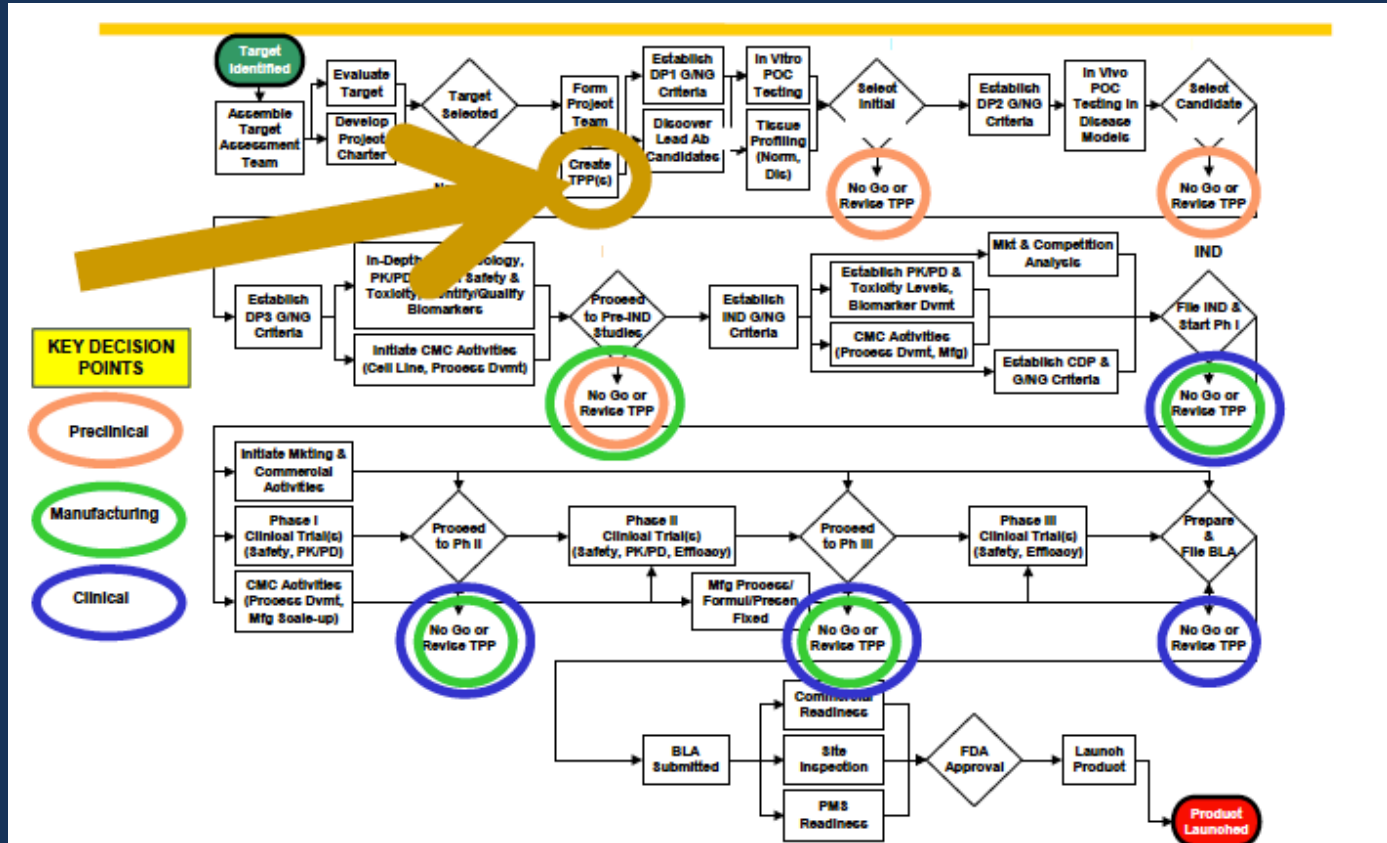 Target
Identified
Assemble
Target
Assessment
Team
Evaluate
Target
Develop
Project
Charter
Target
Selected
Form
Project
Team
Create
TPP(s)
Establish
DP1 G/NG
Criteria
Discover
Lead Ab
Candidates
In Vitro
POC
Testing
Tissue
Profiling
(Norm,
Dis)
Select
Initial
No Go or
Revise TPP
Establish
DP2 G/NG
Criteria
In Vivo
POC
Testing in
Disease
Models
Select
Candidate
No Go or
Revise TPP
Establish
DP3 G/NG
Criteria
In-Depth
PK/PD, Safety &
Toxicity,
Biomarkers
Initiate CMC Activities
(Cell Line, Process Dvmt)
Proceed
to Pre-IND
Studies
No Go or
Revise TPP
Establish
IND G/NG
Criteria
Mkt & Competition
Analysis
Establish PK/PD &
Toxicity Levels,
Biomarker Dvmt
CMC Activities
(Process Dvmt, Mfg)
Establish CDP &
G/NG Criteria
IND
File IND &
Start Ph I
No Go or
Revise TPP
KEY DECISION
POINTS
Preclinical
Manufacturing
Clinical
Initiate Mkting &
Commercial
Activities
Phase I
Clinical Trial(s)
(Safety, PK/PD)
CMC Activities
(Process Dvmt,
Mfg Scale-up)
Proceed
to Ph II
No Go or
Revise TPP
Phase II
Clinical Trial(s)
(Safety, PK/PD, Efficacy)
Mfg Process/
Formul/Presen
Fixed
Proceed
to Ph III
No Go or
Revise TPP
Phase III
Clinical Trial(s)
(Safety, Efficacy)
Prepare
&
File BLA
No Go or
Revise TPP
BLA
Submitted
Commercial
Readiness
Site
Inspection
PMS
Readiness
FDA
Approval
Launch
Product
Product
Launched